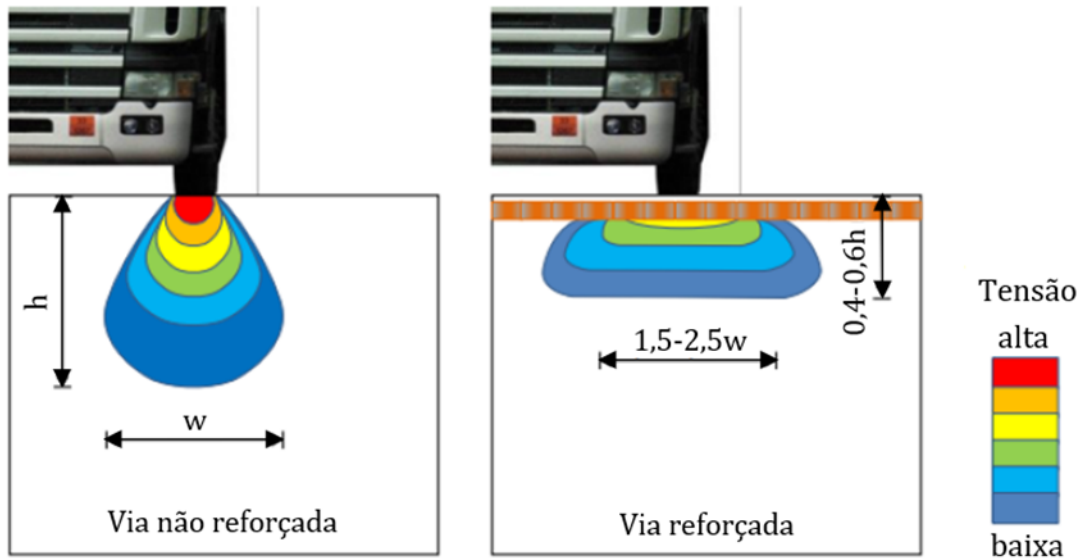 h
w
Via não reforçada
0,4-0,6h
1,5-2,5w
Via reforçada
Tensão
alta
baixa